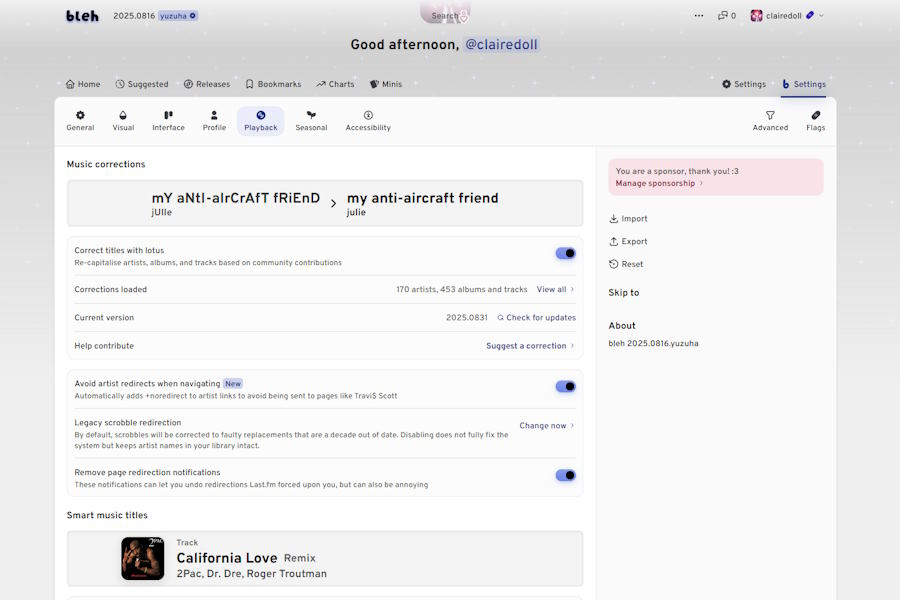 bleh 2025.0816 yuzuha
Search
0
clairedoll
Good afternoon, @clairedoll
Home Suggested Releases Bookmarks Charts Minis
Settings Settings
General Visual Interface Profile Playback Seasonal Accessibility
Advanced Flags
Music corrections
mY aNtI-aIrCrAfT fRiEnD
jUlIe
my anti-aircraft friend
julie
Correct titles with lotus
Re-capitalise artists, albums, and tracks based on community contributions
Corrections loaded 170 artists, 453 albums and tracks View all
Current version 2025.0831 Check for updates
Help contribute Suggest a correction
Avoid artist redirects when navigating New
Automatically adds +noredirect to artist links to avoid being sent to pages like Travi$ Scott
Legacy scrobble redirection
By default, scrobbles will be corrected to faulty replacements that are a decade out of date. Disabling does not fully fix the
system but keeps artist names in your library intact.
Change now
Remove page redirection notifications
These notifications can let you undo redirections Last.fm forced upon you, but can also be annoying
Smart music titles
2PAC
Track
California Love Remix
2Pac, Dr. Dre, Roger Troutman
You are a sponsor, thank you! :3
Manage sponsorship
Import
Export
Reset
Skip to
About
bleh 2025.0816.yuzuha